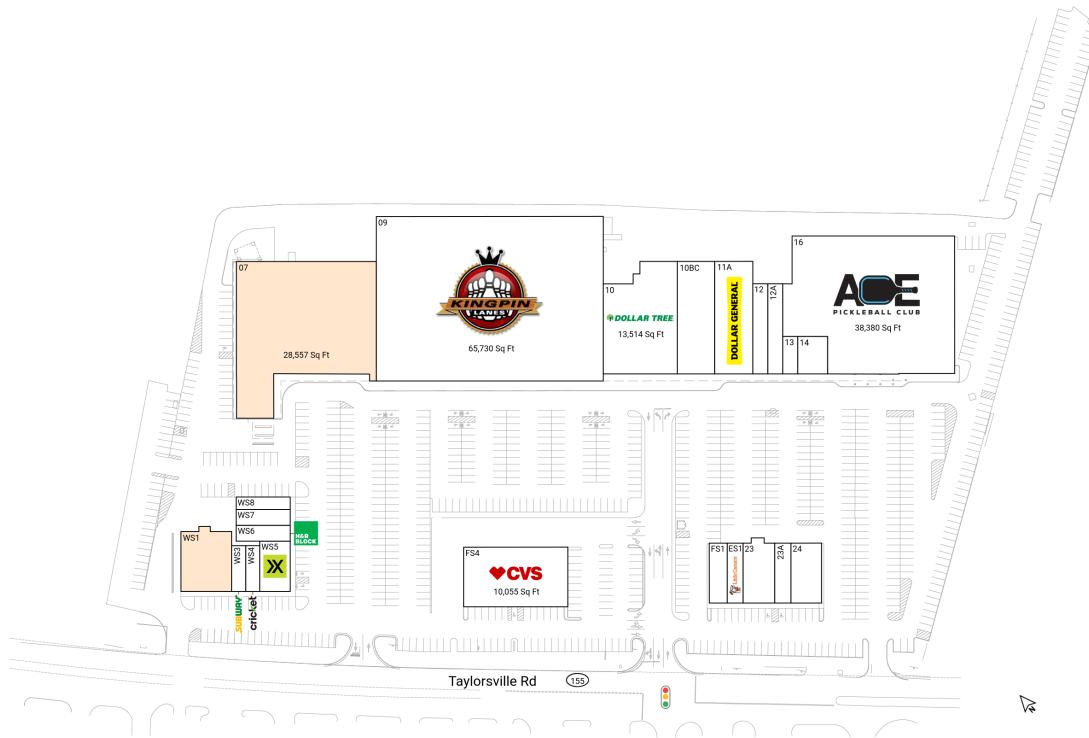 09
16
07
10BC
11A
10
12
12A
KINGPIN
LANES
ACE
PICKLEBALL CLUB
38,380 Sq Ft
DOLLAR TREE
13,514 Sq Ft
DOLLAR GENERAL
13
14
65,730 Sq Ft
28,557 Sq Ft
WS8
WS7
WS6
WS1
H&R
BLOCK
WS3
WS4
WS5
FS4
CVS
10,055 Sq Ft
FS1
ES1
23
23A
24
Little Caesars
SUBWAY
cricket
Taylorsville Rd
155
N